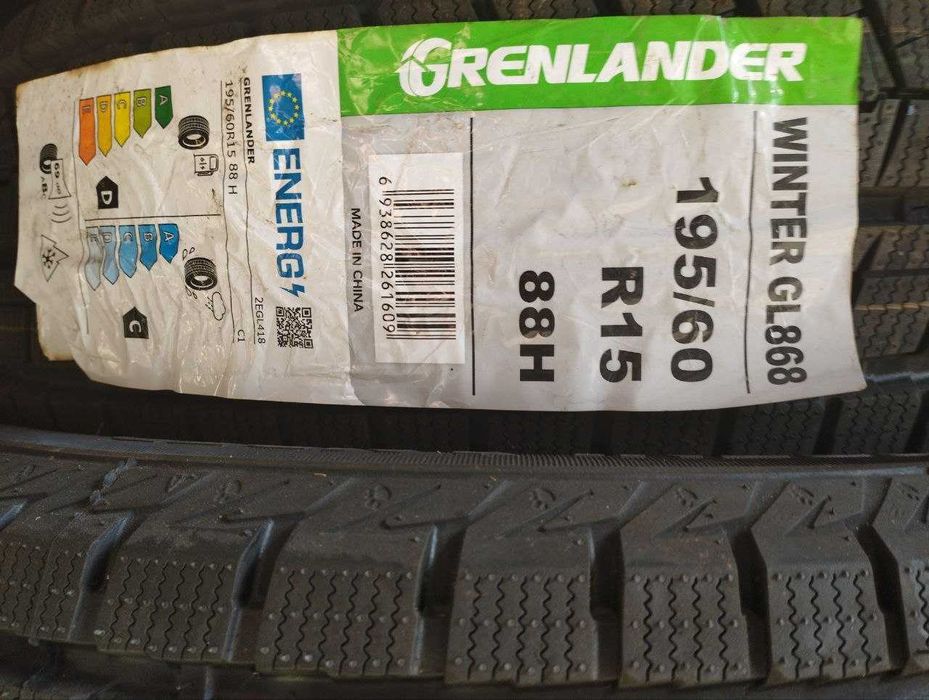 GRENLANDER
WINTER GL868
195/60
R15
88H
6 938628 261609
MADE IN CHINA
ENERG
GRENLANDER
2EGL418
195/60R15 88 H
C1
A
B
C
D
E
D
A
B
C
D
E
C
69